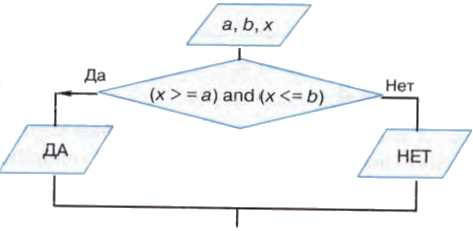 a, b, x
Да
(x > = a) and (x < = b)
Нет
ДА
НЕТ